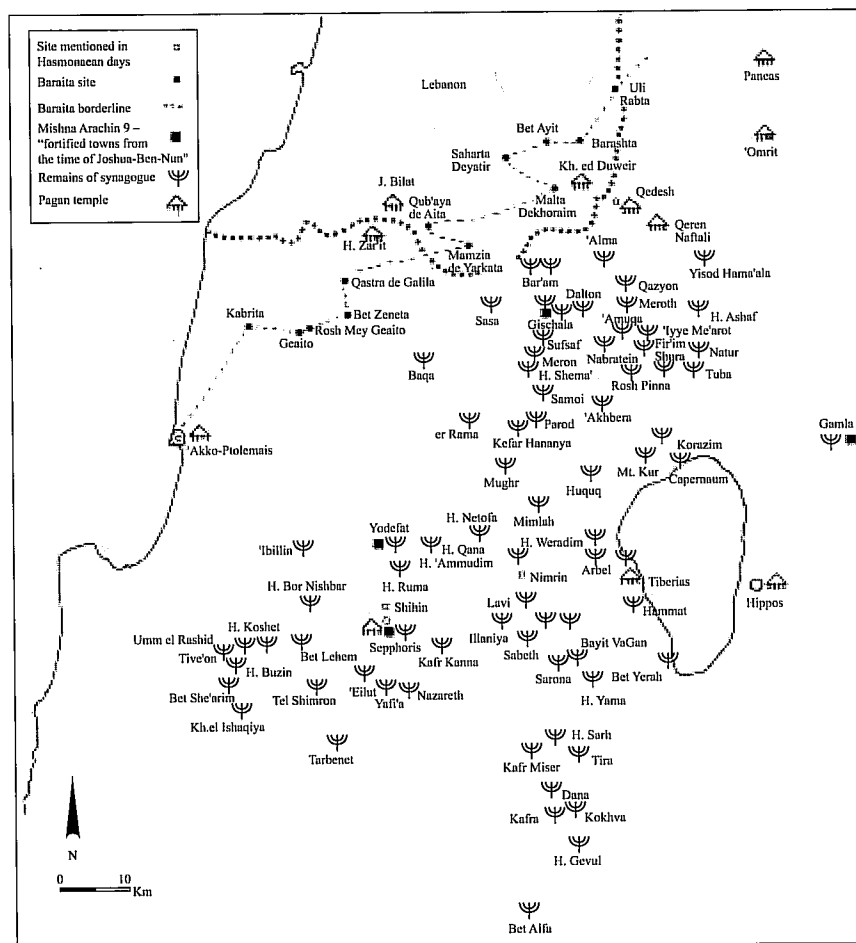 Site mentioned in
Hasmonaean days
Baraita site
Baraita borderline
Mishna Arachin 9 –
"fortified towns from
the time of Joshua-Ben-Nun"
Remains of synagogue
Pagan temple
Lebanon
Paneas
Uli
Rabta
Bet Ayit
Barashta
'Omrit
Saharta
Deyatir
Kh. ed Duweir
J. Bilat
Qub'aya
de Aita
Malta
Dekhoraim
Qedesh
Qeren
Naftali
H. Zar'it
Mamzia
de Yarkata
'Alma
Yisod Hama'ala
Qastra de Galila
Bar'am
Qazyon
Kabrita
Bet Zeneta
Rosh Mey Geaito
Geaito
Sasa
Dalton
Meroth
H. Ashaf
Gischala
'Amuqa
'Iyye Me'arot
Sufsaf
Nabratein
Fir'im
Shura
Natur
Baqa
Meron
H. Shema'
Rosh Pinna
Tuba
Samoi
'Akhbera
er Rama
Parod
Kefar Hananya
Gamla
'Akko-Ptolemais
Korazim
Mt. Kur
Capernaum
Mughr
Huquq
Mimlah
H. Netofa
Yodefat
H. Weradim
'Ibillin
H. Qana
H. 'Ammudim
Arbel
H. Ruma
Nimrin
Tiberias
Hippos
H. Bor Nishbar
Shihin
Lavi
Hammat
H. Koshet
Umm el Rashid
Sepphoris
Illaniya
Tive'on
Bet Lehem
Kafr Kanna
Sabeth
Bayit VaGan
H. Buzin
Sarona
Bet Yerah
Bet She'arim
Tel Shimron
'Eilut
Yafi'a
Nazareth
H. Yama
Kh.el Ishaqiya
Tarbenet
H. Sarh
Kafr Miser
Tira
Dana
Kafra
Kokhva
H. Gevul
N
0 10
Km
Bet Alfa